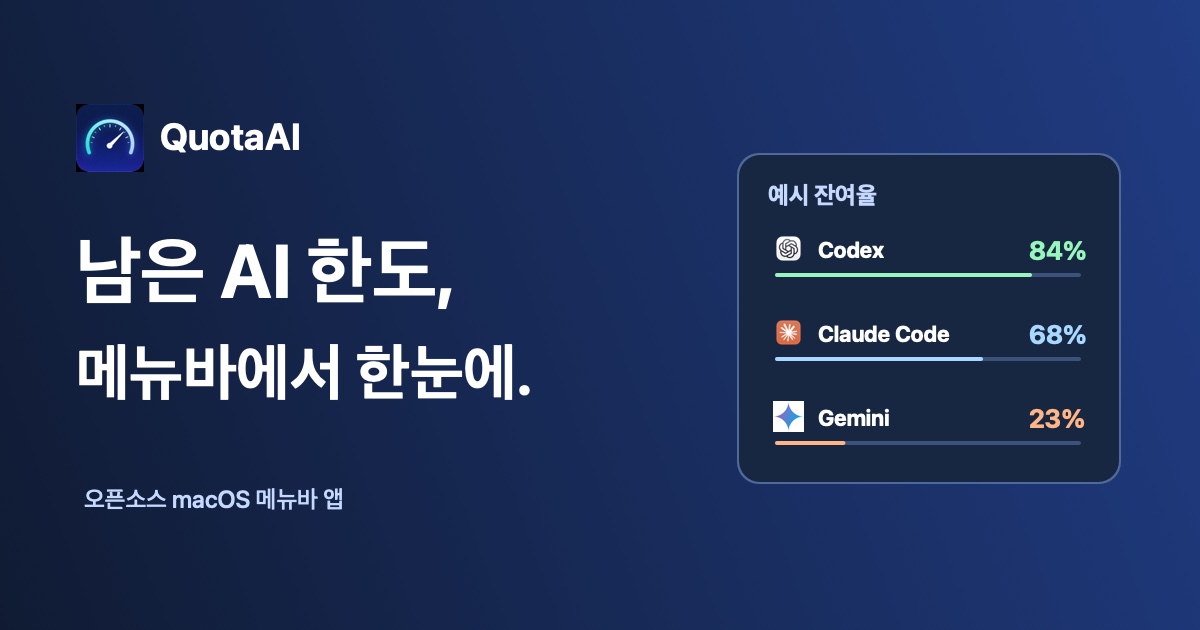 QuotaAI
남은 AI 한도,
메뉴바에서 한눈에.
오픈소스 macOS 메뉴바 앱
예시 잔여율
Codex 84%
Claude Code 68%
Gemini 23%